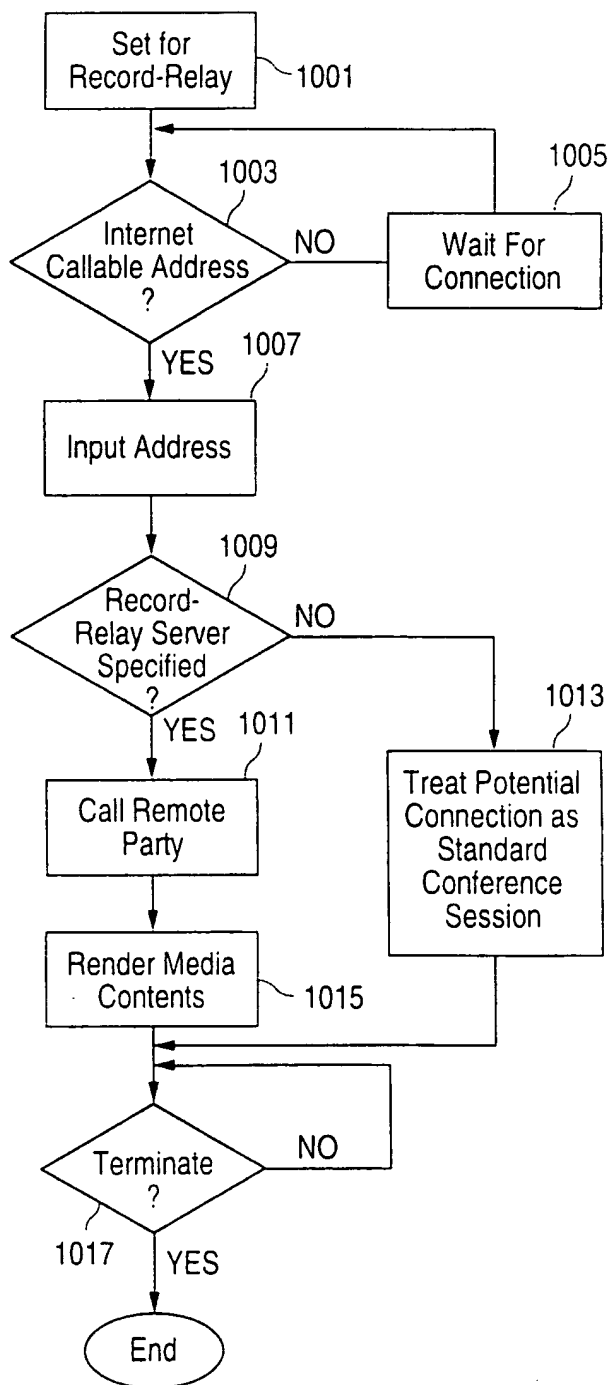 Set for
Record-Relay
1001
1003
Internet
Callable Address
?
NO
1005
Wait For
Connection
YES
1007
Input Address
1009
Record-
Relay Server
Specified
?
NO
YES
1011
Call Remote
Party
1013
Treat Potential
Connection as
Standard
Conference
Session
Render Media
Contents
1015
Terminate
?
NO
1017
YES
End